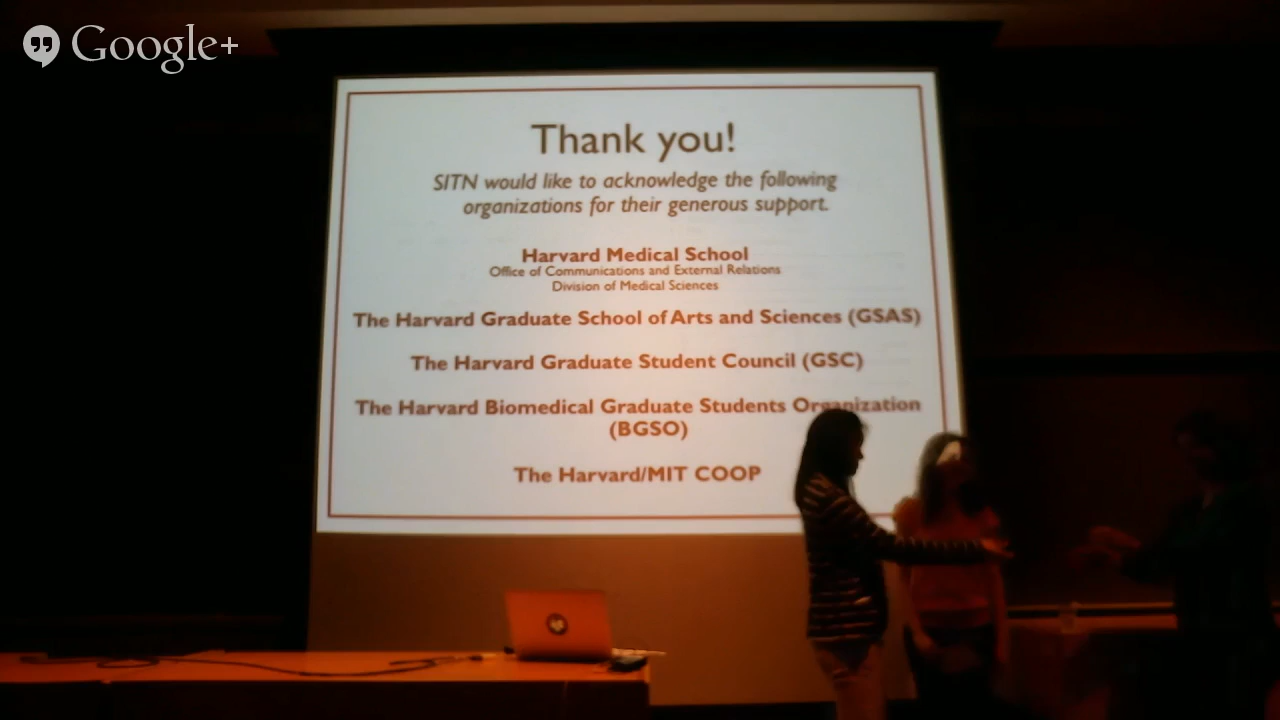 Google+
Thank you!
SITN would like to acknowledge the following
organizations for their generous support.
Harvard Medical School
Office of Communications and External Relations
Division of Medical Sciences
The Harvard Graduate School of Arts and Sciences (GSAS)
The Harvard Graduate Student Council (GSC)
The Harvard Biomedical Graduate Students Organization
(BGSO)
The Harvard/MIT COOP